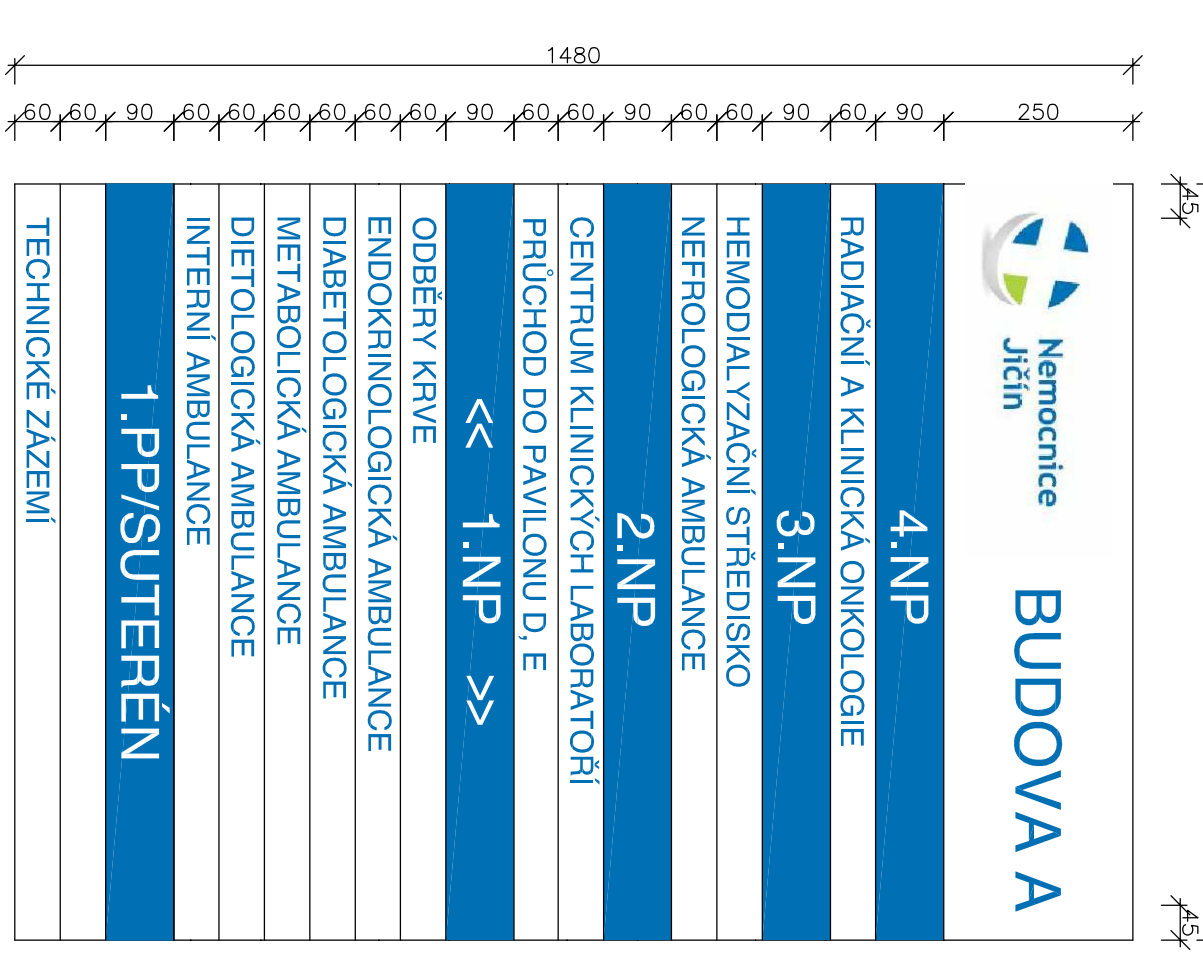 Nemocnice
Jičín
BUDOVA A
4.NP
RADIAČNÍ A KLINICKÁ ONKOLOGIE
3.NP
HEMODIALYZAČNÍ STŘEDISKO
NEFROLOGICKÁ AMBULANCE
2.NP
CENTRUM KLINICKÝCH LABORATOŘÍ
PRŮCHOD DO PAVILONU D, E
<< 1.NP >>
ODBĚRY KRVE
ENDOKRINOLOGICKÁ AMBULANCE
DIABETOLOGICKÁ AMBULANCE
METABOLICKÁ AMBULANCE
DIETOLOGICKÁ AMBULANCE
INTERNÍ AMBULANCE
1.PP/SUTERÉN
TECHNICKÉ ZÁZEMÍ
1480
60 60 90 60 60 60 60 60 60 90 60 60 90 60 60 90 60 90 250
45
45